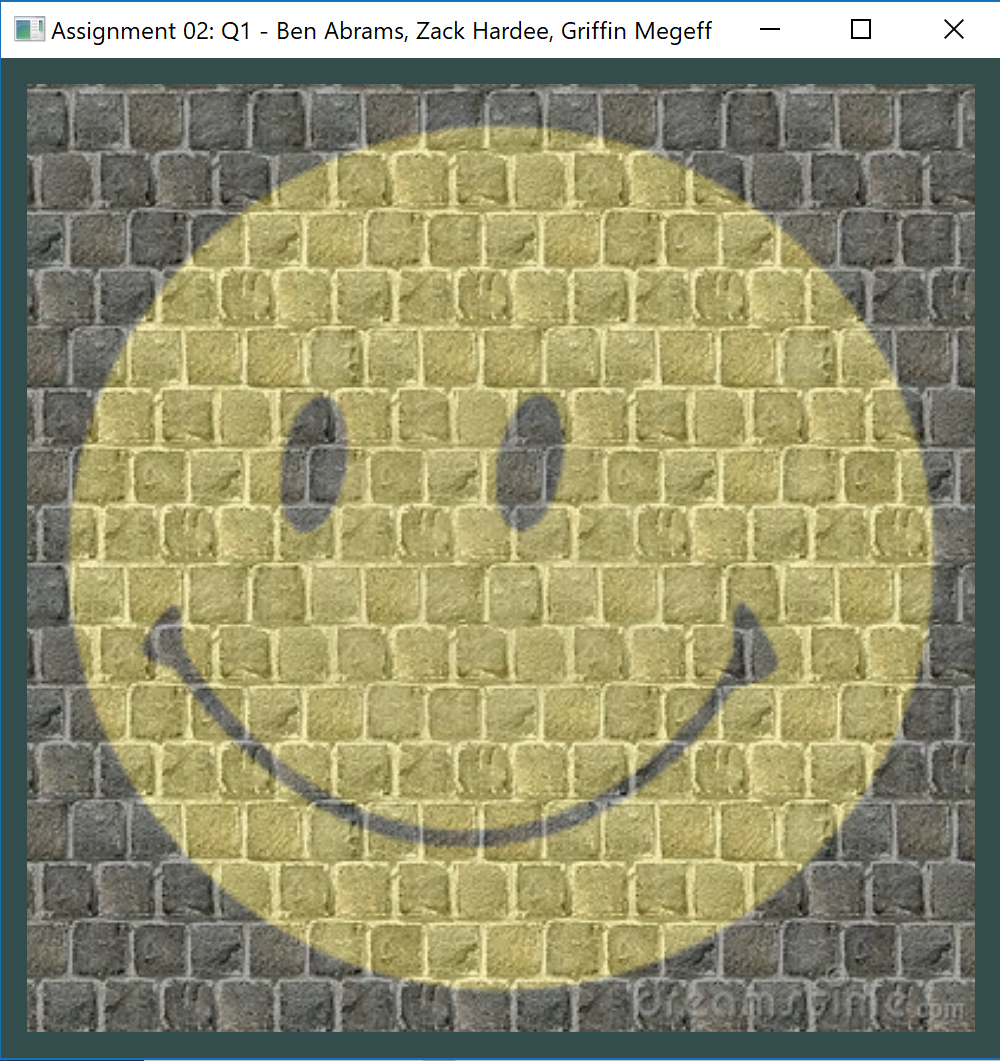 Assignment 02: Q1 - Ben Abrams, Zack Hardee, Griffin Megeff
dreamstime.com